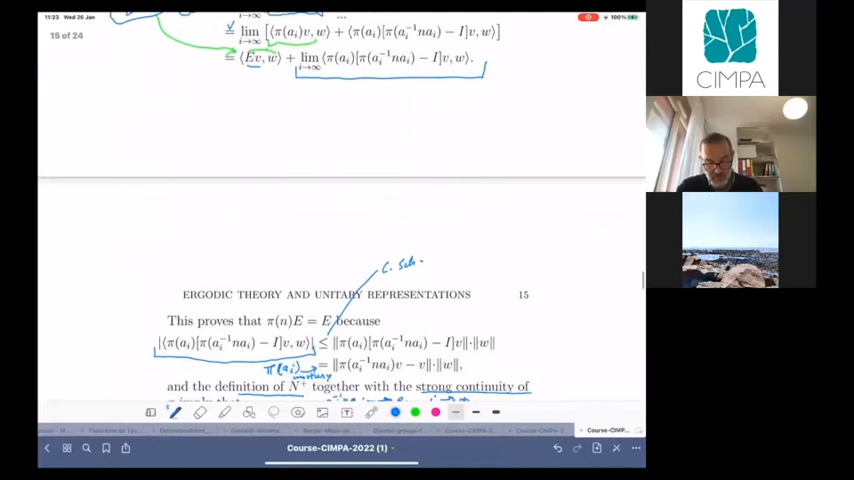 11:23 Wed 26 Jan
100%
15 of 24
i→∞
= lim i→∞ [⟨π(a_i)v, w⟩ + ⟨π(a_i)[π(a_i^{-1}na_i) − I]v, w⟩]
= ⟨Ev, w⟩ + lim i→∞ ⟨π(a_i)[π(a_i^{-1}na_i) − I]v, w⟩.
C. Sch.
ERGODIC THEORY AND UNITARY REPRESENTATIONS 15
This proves that π(n)E = E because
|⟨π(a_i)[π(a_i^{-1}na_i) − I]v, w⟩| ≤ ‖π(a_i)[π(a_i^{-1}na_i) − I]v‖·‖w‖
π(a_i) unitary = ‖π(a_i^{-1}na_i)v − v‖·‖w‖,
and the definition of N^+ together with the strong continuity of
Course-CIMPA-2022 (1)
CIMPA